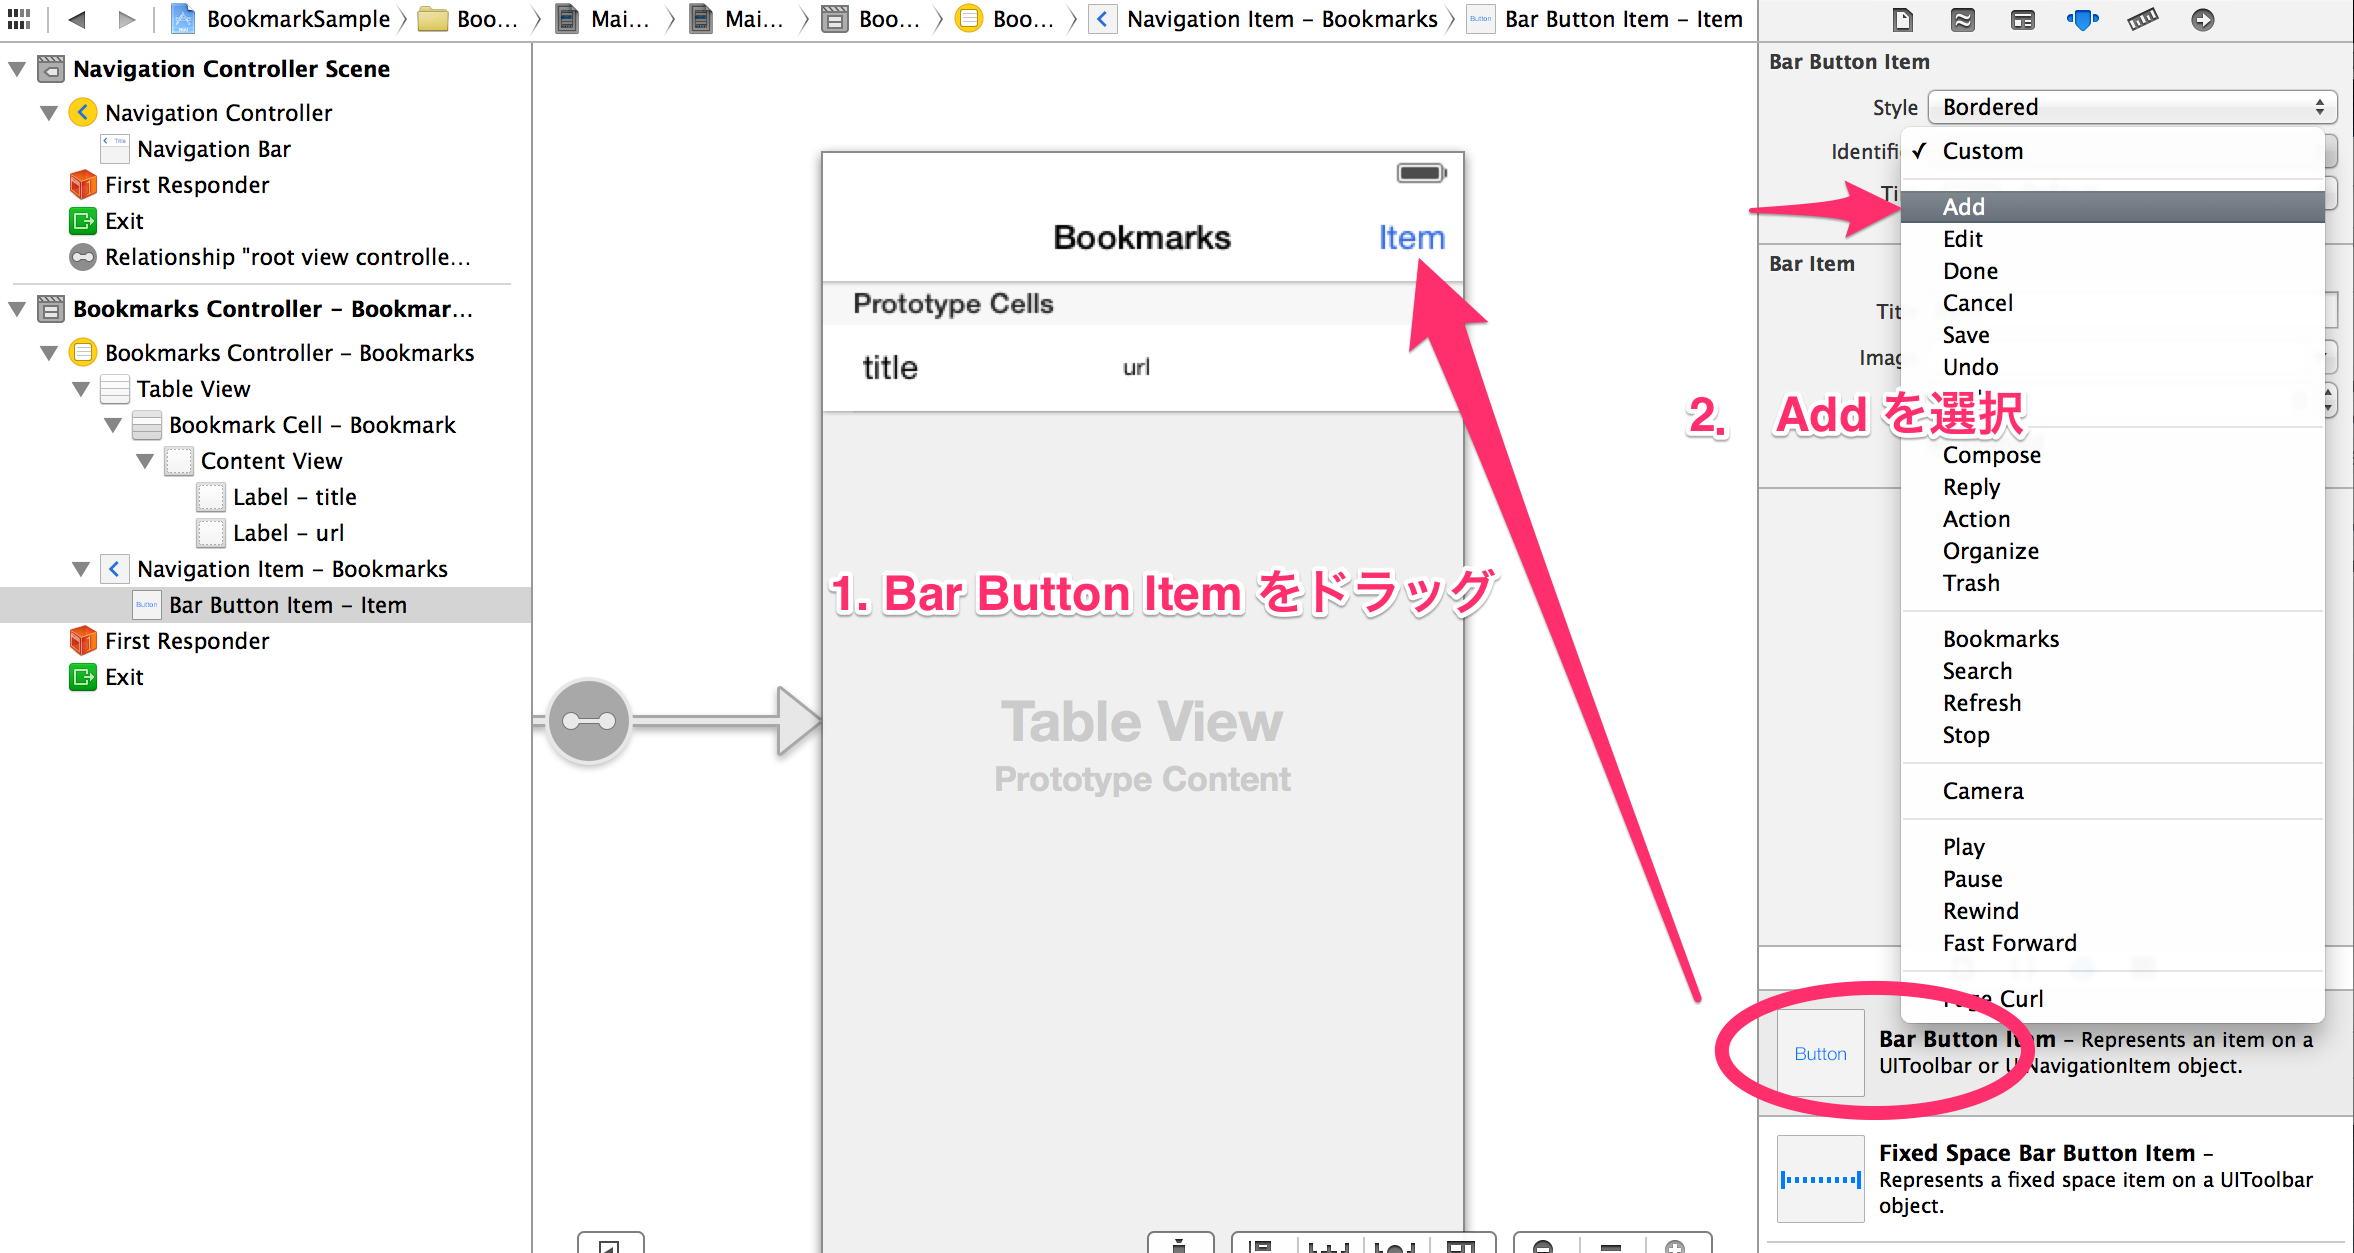 BookmarkSample Boo... Mai... Mai... Boo... Boo... Navigation Item – Bookmarks Button Bar Button Item – Item
Navigation Controller Scene
Navigation Controller
Title
Navigation Bar
First Responder
Exit
Relationship "root view controlle...
Bookmarks Controller – Bookmar...
Bookmarks Controller – Bookmarks
Table View
Bookmark Cell – Bookmark
Content View
Label – title
Label – url
Navigation Item – Bookmarks
Button Bar Button Item – Item
First Responder
Exit
Bookmarks
Item
Prototype Cells
title
url
1. Bar Button Item をドラッグ
Table View
Prototype Content
Bar Button Item
Style Bordered
Identifi
✓ Custom
Ti
Add
Edit
Bar Item
Done
Cancel
Tit
Save
Imag
Undo
2. Add を選択
Compose
Reply
Action
Organize
Trash
Bookmarks
Search
Refresh
Stop
Camera
Play
Pause
Rewind
Fast Forward
Page Curl
Button
Bar Button Item – Represents an item on a
UIToolbar or UINavigationItem object.
Fixed Space Bar Button Item –
Represents a fixed space item on a UIToolbar
object.